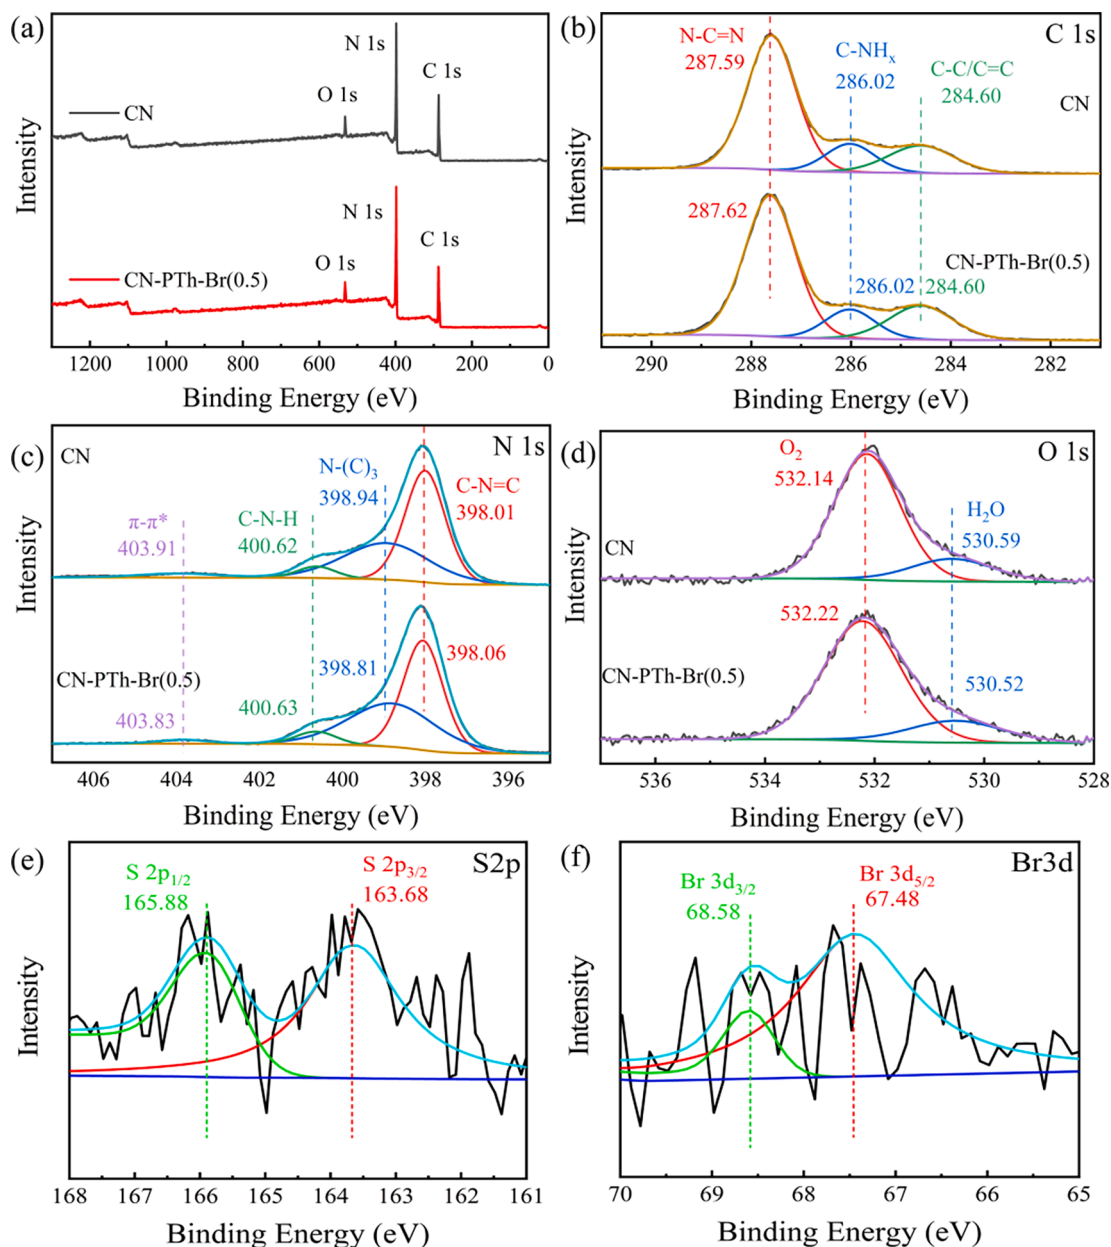 (a)
N 1s
C 1s
O 1s
CN
N 1s
C 1s
O 1s
CN-PTh-Br(0.5)
Intensity
1200 1000 800 600 400 200 0
Binding Energy (eV)
(b)
C 1s
N-C=N
287.59
C-NHₓ
286.02
C-C/C=C
284.60
CN
287.62
CN-PTh-Br(0.5)
286.02
284.60
Intensity
290 288 286 284 282
Binding Energy (eV)
(c)
N 1s
CN
N-(C)₃
398.94
C-N=C
398.01
π-π*
403.91
C-N-H
400.62
398.81
398.06
CN-PTh-Br(0.5)
403.83
400.63
Intensity
406 404 402 400 398 396
Binding Energy (eV)
(d)
O 1s
O₂
532.14
H₂O
530.59
CN
532.22
CN-PTh-Br(0.5)
530.52
Intensity
536 534 532 530 528
Binding Energy (eV)
(e)
S2p
S 2p₁/₂
165.88
S 2p₃/₂
163.68
Intensity
168 167 166 165 164 163 162 161
Binding Energy (eV)
(f)
Br3d
Br 3d₃/₂
68.58
Br 3d₅/₂
67.48
Intensity
70 69 68 67 66 65
Binding Energy (eV)